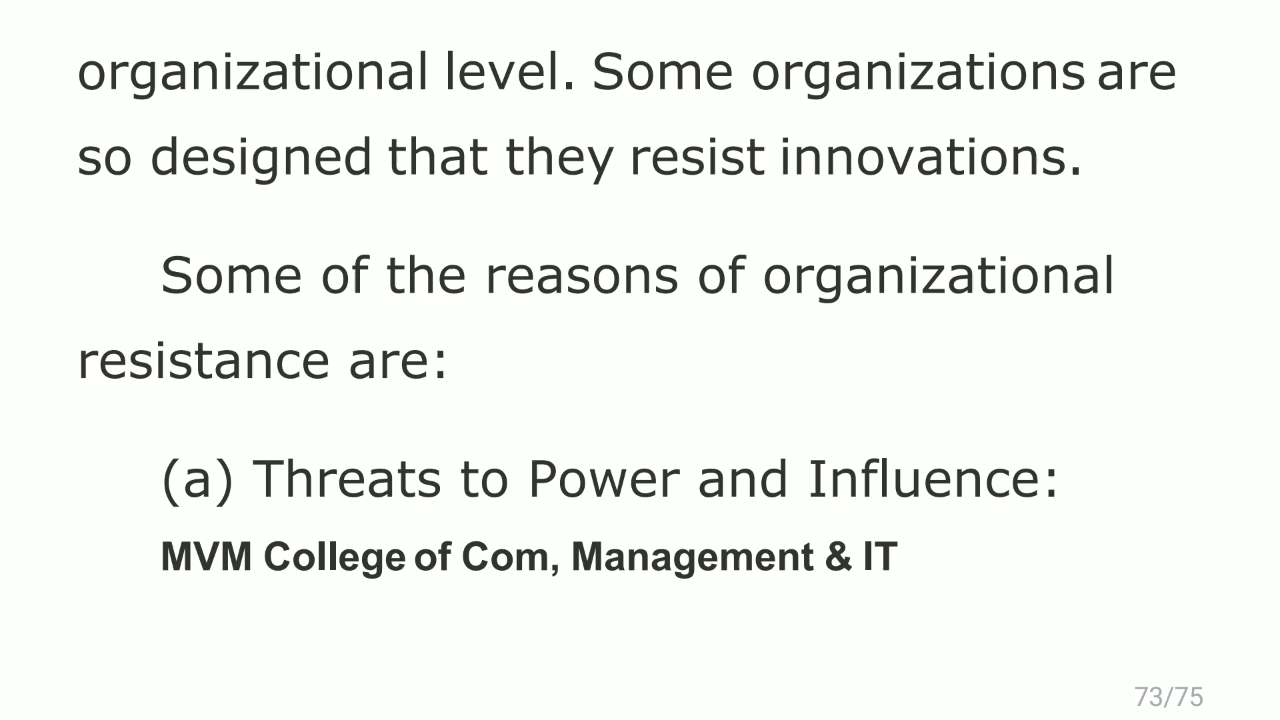 organizational level. Some organizations are
so designed that they resist innovations.
Some of the reasons of organizational
resistance are:
(a) Threats to Power and Influence:
MVM College of Com, Management & IT
73/75